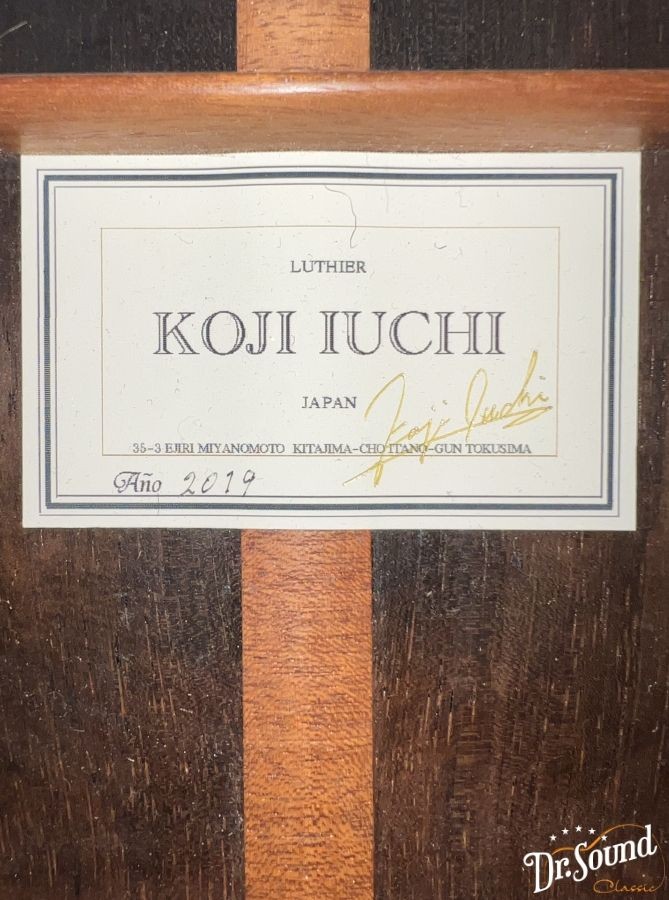 LUTHIER
KOJI IUCHI
JAPAN
Koji Iuchi
35-3 EJIRI MIYANOMOTO KITAJIMA-CHO ITANO-GUN TOKUSIMA
Año 2019
Dr. Sound
Classic